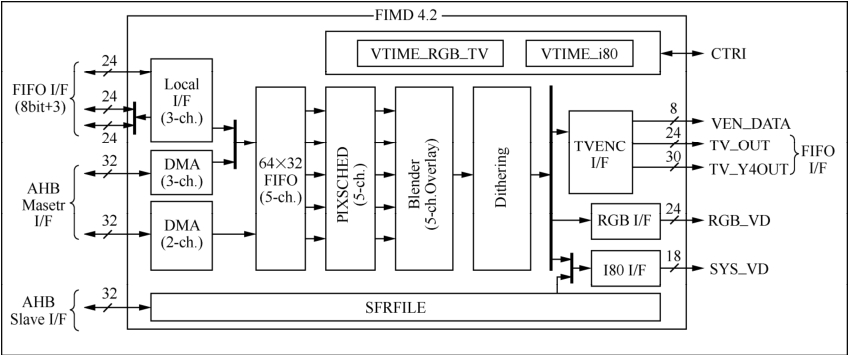 FIMD 4.2
VTIME_RGB_TV
VTIME_i80
CTRI
FIFO I/F
(8bit+3)
24
24
24
Local
I/F
(3-ch.)
AHB
Masetr
I/F
32
32
DMA
(3-ch.)
DMA
(2-ch.)
64×32
FIFO
(5-ch.)
PIXSCHED
(5-ch.)
Blender
(5-ch.Overlay)
Dithering
TVENC
I/F
8
VEN_DATA
24
TV_OUT
30
TV_Y4OUT
FIFO
I/F
RGB I/F
24
RGB_VD
I80 I/F
18
SYS_VD
AHB
Slave I/F
32
SFRFILE